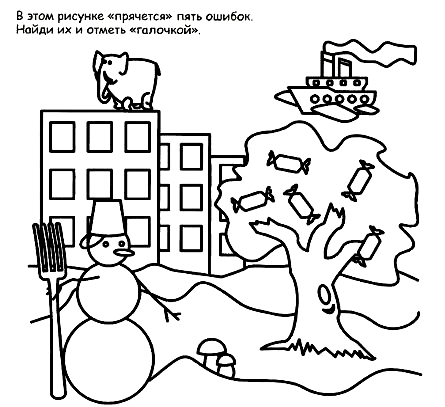 В этом рисунке «прячется» пять ошибок.
Найди их и отметь «галочкой».